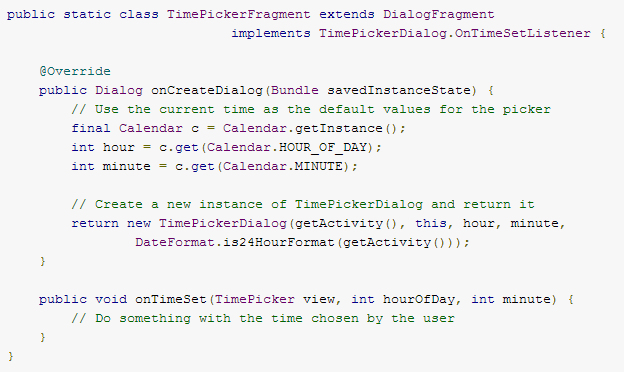 public static class TimePickerFragment extends DialogFragment
                            implements TimePickerDialog.OnTimeSetListener {

    @Override
    public Dialog onCreateDialog(Bundle savedInstanceState) {
        // Use the current time as the default values for the picker
        final Calendar c = Calendar.getInstance();
        int hour = c.get(Calendar.HOUR_OF_DAY);
        int minute = c.get(Calendar.MINUTE);

        // Create a new instance of TimePickerDialog and return it
        return new TimePickerDialog(getActivity(), this, hour, minute,
                DateFormat.is24HourFormat(getActivity()));
    }

    public void onTimeSet(TimePicker view, int hourOfDay, int minute) {
        // Do something with the time chosen by the user
    }
}